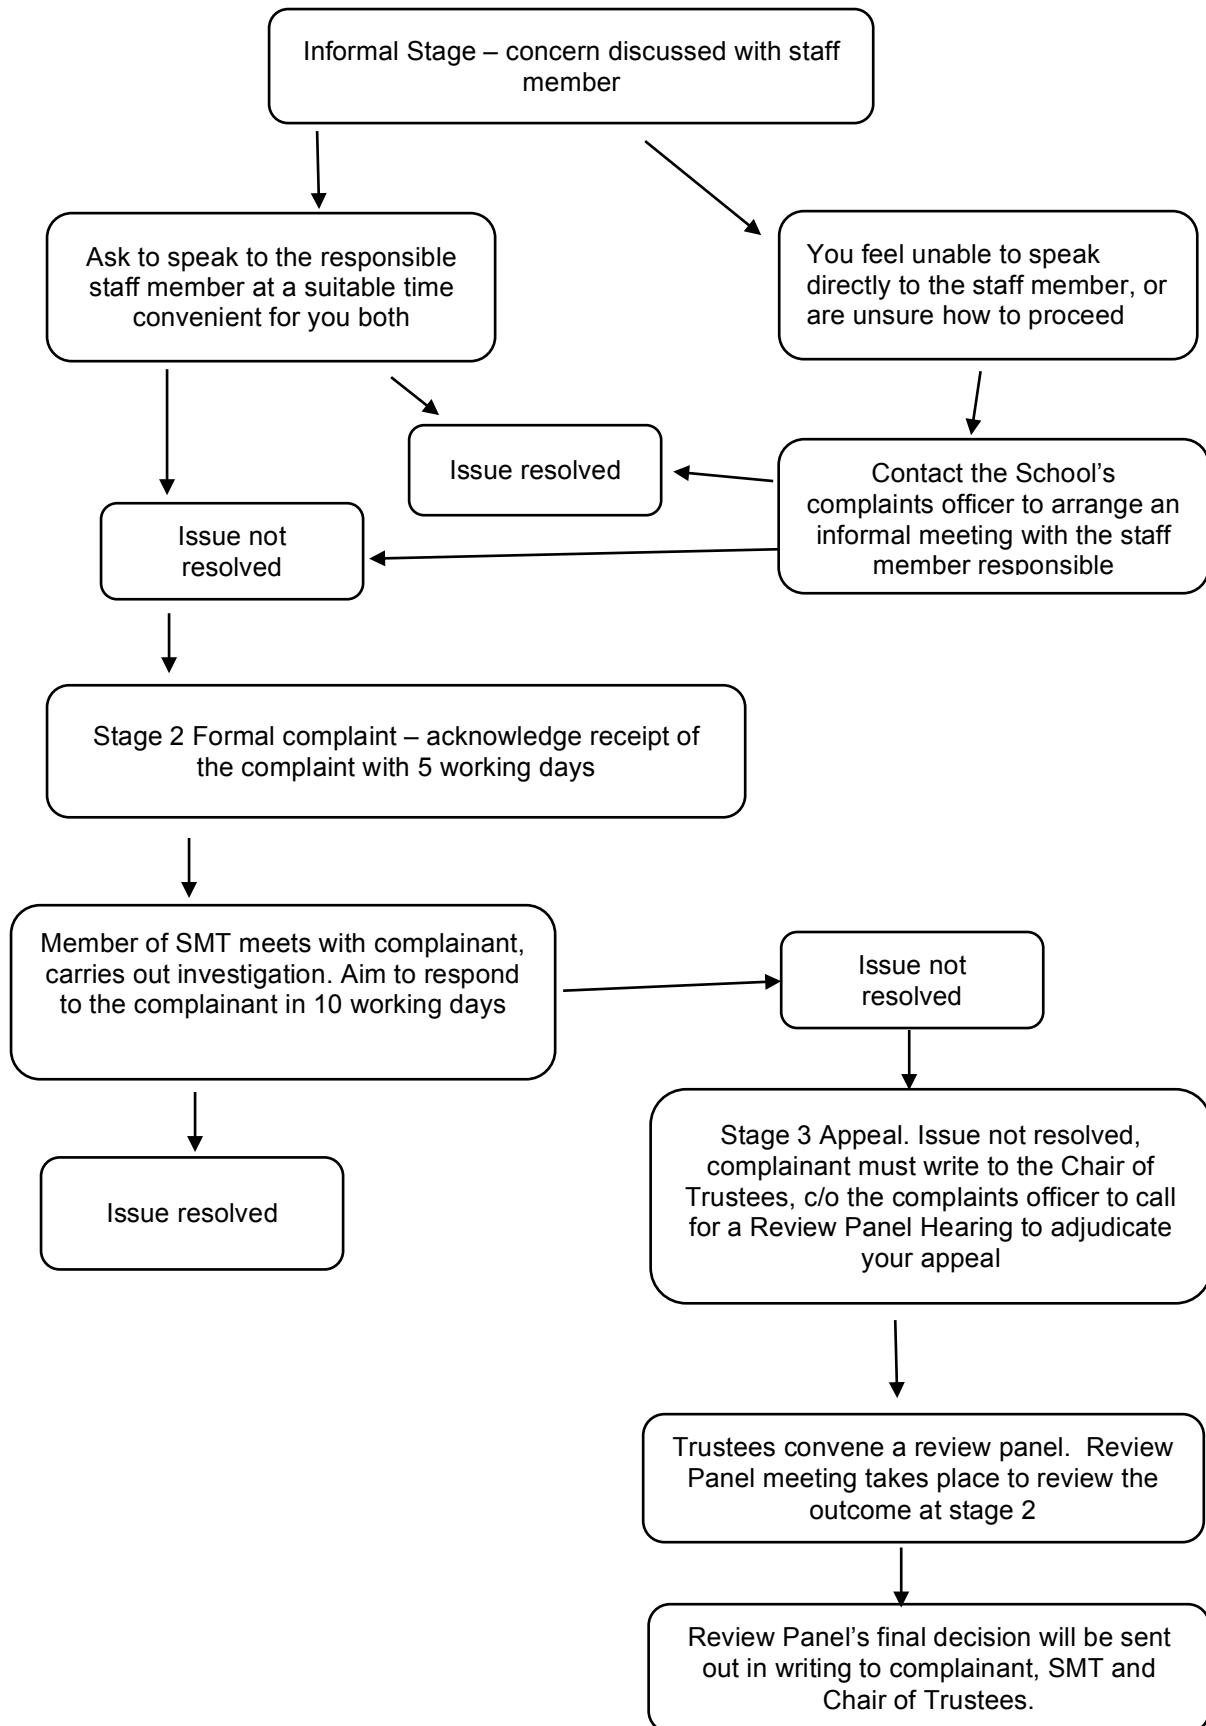 Informal Stage – concern discussed with staff
member
Ask to speak to the responsible
staff member at a suitable time
convenient for you both
You feel unable to speak
directly to the staff member, or
are unsure how to proceed
Issue resolved
Contact the School’s
complaints officer to arrange an
informal meeting with the staff
member responsible
Issue not
resolved
Stage 2 Formal complaint – acknowledge receipt of
the complaint with 5 working days
Member of SMT meets with complainant,
carries out investigation. Aim to respond
to the complainant in 10 working days
Issue not
resolved
Issue resolved
Stage 3 Appeal. Issue not resolved,
complainant must write to the Chair of
Trustees, c/o the complaints officer to call
for a Review Panel Hearing to adjudicate
your appeal
Trustees convene a review panel.  Review
Panel meeting takes place to review the
outcome at stage 2
Review Panel’s final decision will be sent
out in writing to complainant, SMT and
Chair of Trustees.